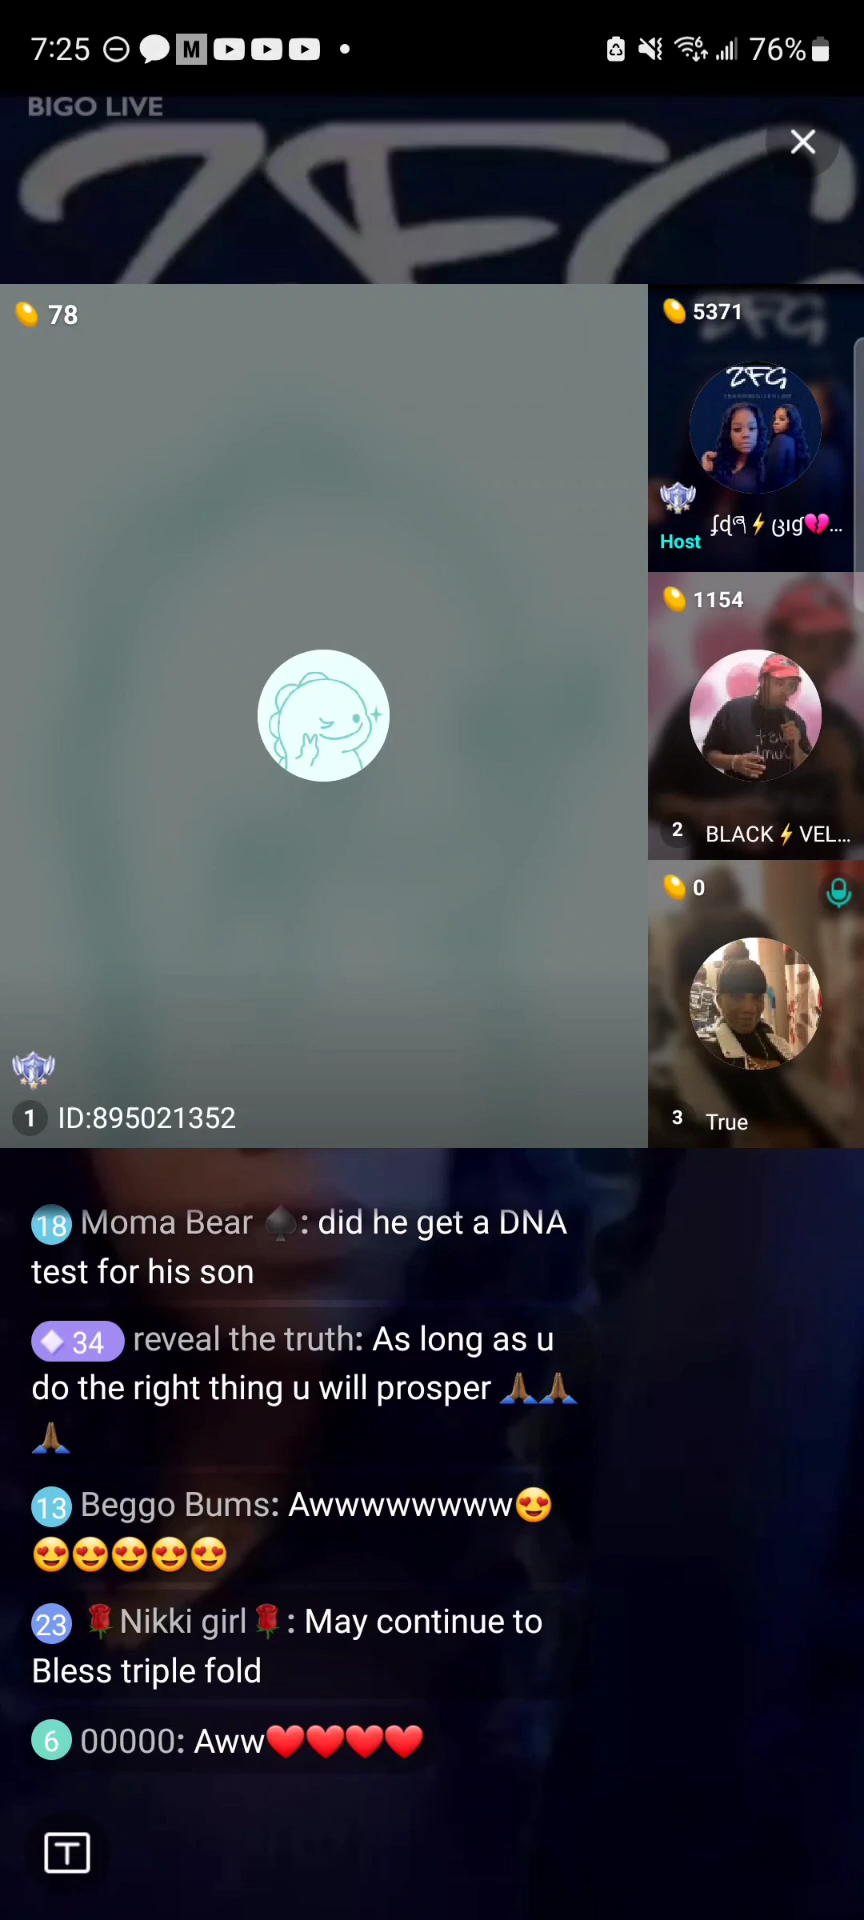 7:25
M
76%
BIGO LIVE
ZFG
78
5371
ZFG
Host
1154
2 BLACK⚡VEL...
0
3 True
1 ID:895021352
18 Moma Bear ♠️: did he get a DNA
test for his son
34 reveal the truth: As long as u
do the right thing u will prosper 🙏🏾🙏🏾
🙏🏾
13 Beggo Bums: Awwwwwwww😍
😍😍😍😍😍
23 🌹Nikki girl🌹: May continue to
Bless triple fold
6 00000: Aww❤️❤️❤️❤️
T